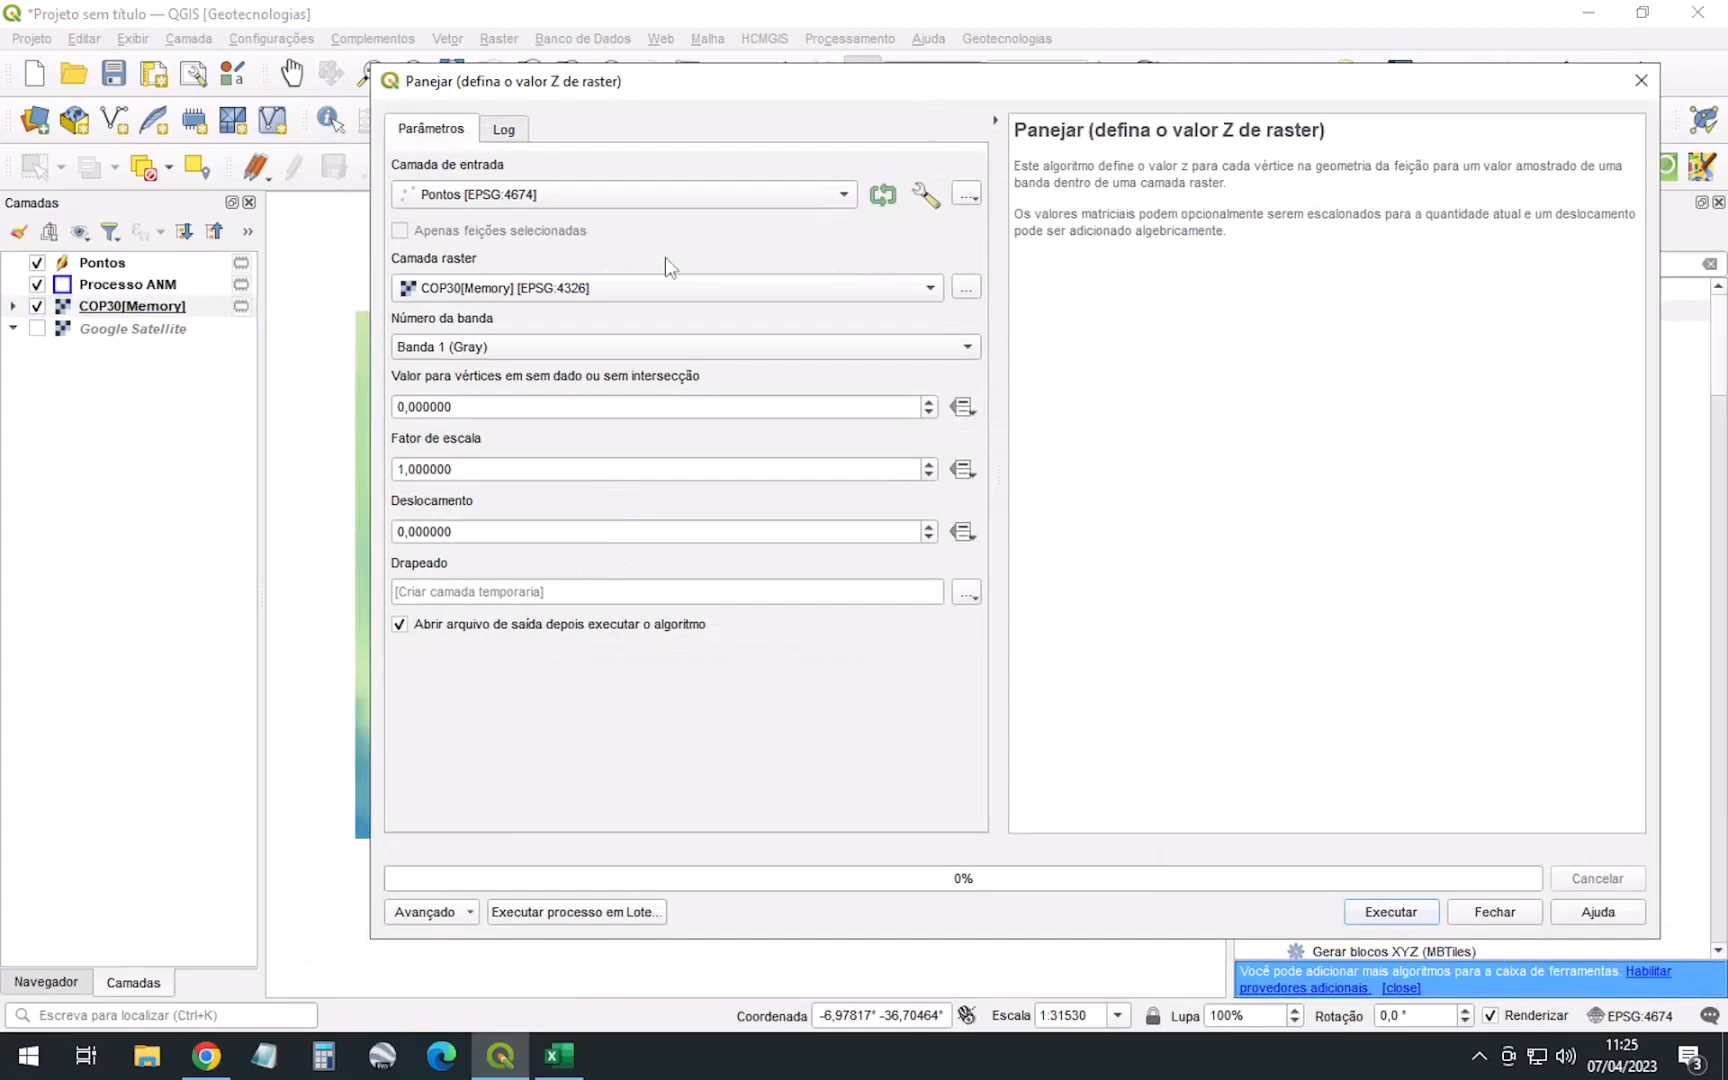 *Projeto sem título — QGIS [Geotecnologias]
Projeto Editar Exibir Camada Configurações Complementos Vetor Raster Banco de Dados Web Malha HCMGIS Processamento Ajuda Geotecnologias
Panejar (defina o valor Z de raster)
Parâmetros
Log
Camada de entrada
Pontos [EPSG:4674]
Apenas feições selecionadas
Camada raster
COP30[Memory] [EPSG:4326]
Número da banda
Banda 1 (Gray)
Valor para vértices em sem dado ou sem intersecção
0,000000
Fator de escala
1,000000
Deslocamento
0,000000
Drapeado
[Criar camada temporaria]
Abrir arquivo de saída depois executar o algoritmo
Panejar (defina o valor Z de raster)
Este algoritmo define o valor z para cada vértice na geometria da feição para um valor amostrado de uma
banda dentro de uma camada raster.
Os valores matriciais podem opcionalmente serem escalonados para a quantidade atual e um deslocamento
pode ser adicionado algebricamente.
0%
Cancelar
Avançado
Executar processo em Lote...
Executar
Fechar
Ajuda
Camadas
Pontos
Processo ANM
COP30[Memory]
Google Satellite
Gerar blocos XYZ (MBTiles)
Você pode adicionar mais algoritmos para a caixa de ferramentas. Habilitar
provedores adicionais. [close]
Navegador
Camadas
Escreva para localizar (Ctrl+K)
Coordenada -6,97817° -36,70464° Escala 1:31530 Lupa 100% Rotação 0,0 ° Renderizar EPSG:4674
11:25
07/04/2023
3